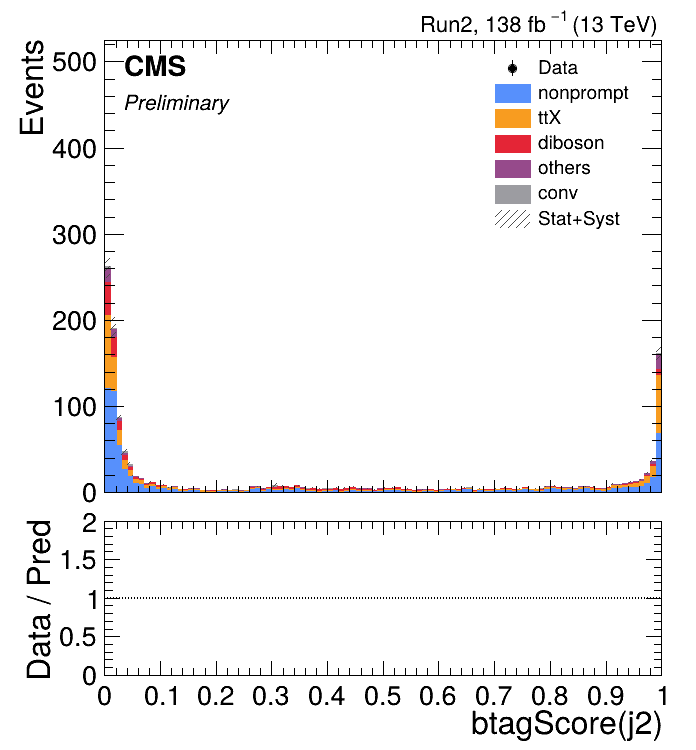 Run2, 138 fb⁻¹ (13 TeV)
CMS
Preliminary
Events
500
400
300
200
100
0
Data
nonprompt
ttX
diboson
others
conv
Stat+Syst
Data / Pred
2
1.5
1
0.5
0
0 0.1 0.2 0.3 0.4 0.5 0.6 0.7 0.8 0.9 1
btagScore(j2)